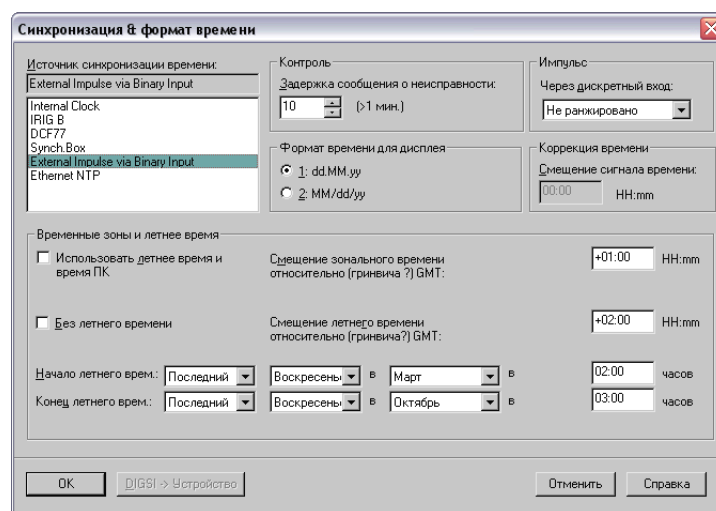 Синхронизация & формат времени
Источник синхронизации времени:
External Impulse via Binary Input
Internal Clock
IRIG B
DCF77
Synch.Box
External Impulse via Binary Input
Ethernet NTP
Контроль
Задержка сообщения о неисправности:
10 (>1 мин.)
Формат времени для дисплея
1: dd.MM.yy
2: MM/dd/yy
Импульс
Через дискретный вход:
Не ранжировано
Коррекция времени
Смещение сигнала времени:
00:00 HH:mm
Временные зоны и летнее время
Использовать летнее время и
время ПК
Смещение зонального времени
относительно (гринвича ?) GMT:
+01:00 HH:mm
Без летнего времени
Смещение летнего времени
относительно (гринвича?) GMT:
+02:00 HH:mm
Начало летнего врем.: Последний Воскресень в Март в 02:00 часов
Конец летнего врем.: Последний Воскресень в Октябрь в 03:00 часов
OK DIGSI -> Устройство Отменить Справка